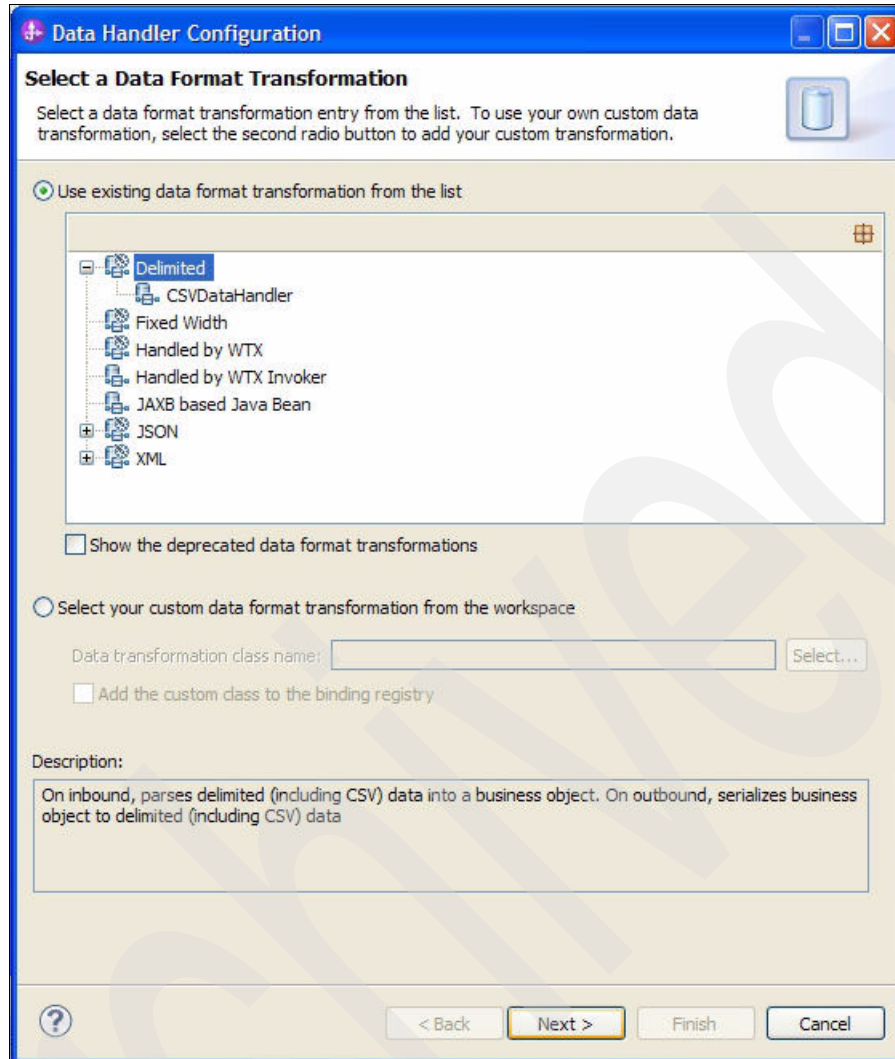 Data Handler Configuration
Select a Data Format Transformation
Select a data format transformation entry from the list. To use your own custom data
transformation, select the second radio button to add your custom transformation.
Use existing data format transformation from the list
Delimited
CSVDataHandler
Fixed Width
Handled by WTX
Handled by WTX Invoker
JAXB based Java Bean
JSON
XML
Show the deprecated data format transformations
Select your custom data format transformation from the workspace
Data transformation class name:
Select...
Add the custom class to the binding registry
Description:
On inbound, parses delimited (including CSV) data into a business object. On outbound, serializes business
object to delimited (including CSV) data
?
< Back
Next >
Finish
Cancel